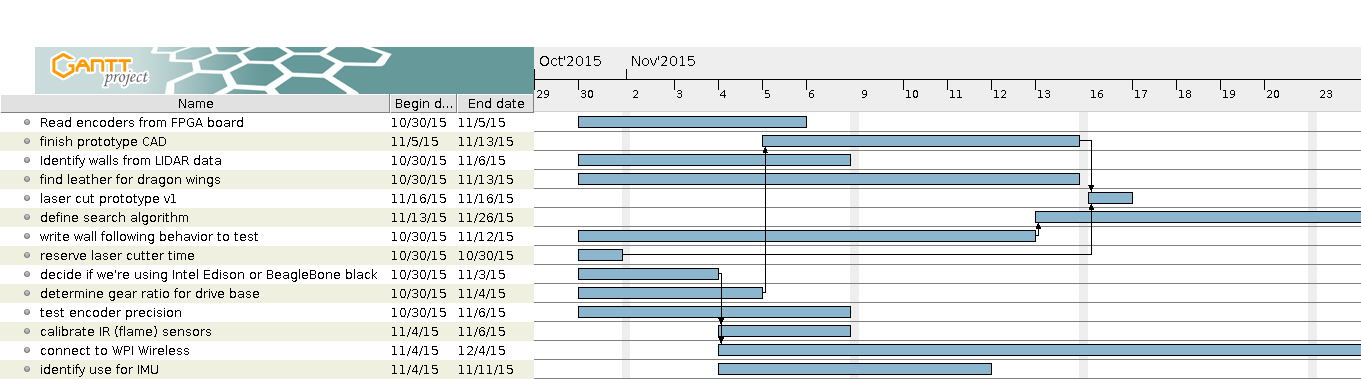 GANTT
project
Oct'2015 Nov'2015
29 30 2 3 4 5 6 9 10 11 12 13 16 17 18 19 20 23
Name Begin d... End date
Read encoders from FPGA board 10/30/15 11/5/15
finish prototype CAD 11/5/15 11/13/15
Identify walls from LIDAR data 10/30/15 11/6/15
find leather for dragon wings 10/30/15 11/13/15
laser cut prototype v1 11/16/15 11/16/15
define search algorithm 11/13/15 11/26/15
write wall following behavior to test 10/30/15 11/12/15
reserve laser cutter time 10/30/15 10/30/15
decide if we're using Intel Edison or BeagleBone black 10/30/15 11/3/15
determine gear ratio for drive base 10/30/15 11/4/15
test encoder precision 10/30/15 11/6/15
calibrate IR (flame) sensors 11/4/15 11/6/15
connect to WPI Wireless 11/4/15 12/4/15
identify use for IMU 11/4/15 11/11/15